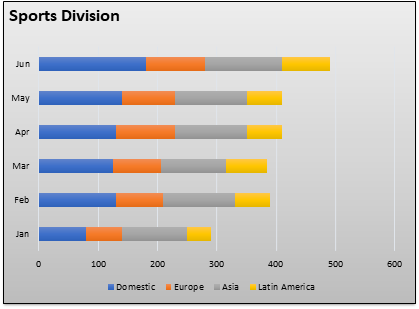 Sports Division
Jun
May
Apr
Mar
Feb
Jan
0 100 200 300 400 500 600
Domestic Europe Asia Latin America